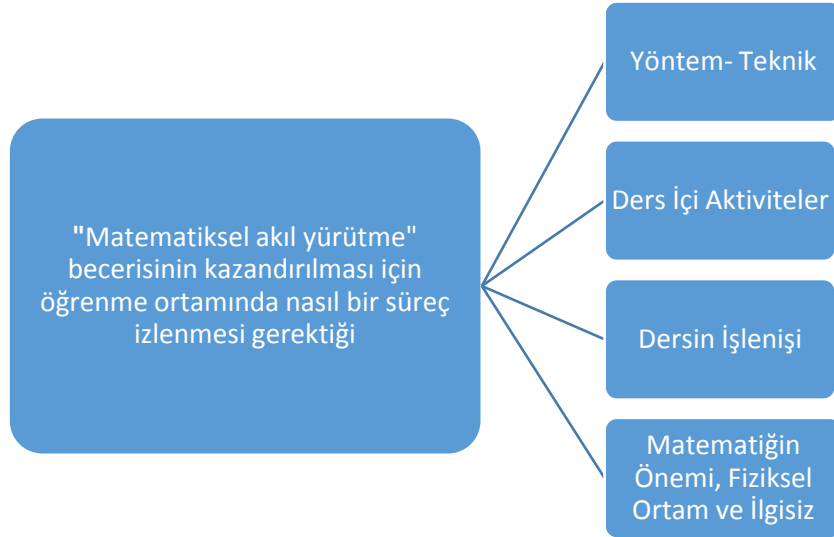 "Matematiksel akıl yürütme"
becerisinin kazandırılması için
öğrenme ortamında nasıl bir süreç
izlenmesi gerektiği
Yöntem- Teknik
Ders İçi Aktiviteler
Dersin İşlenişi
Matematiğin
Önemi, Fiziksel
Ortam ve İlgisiz